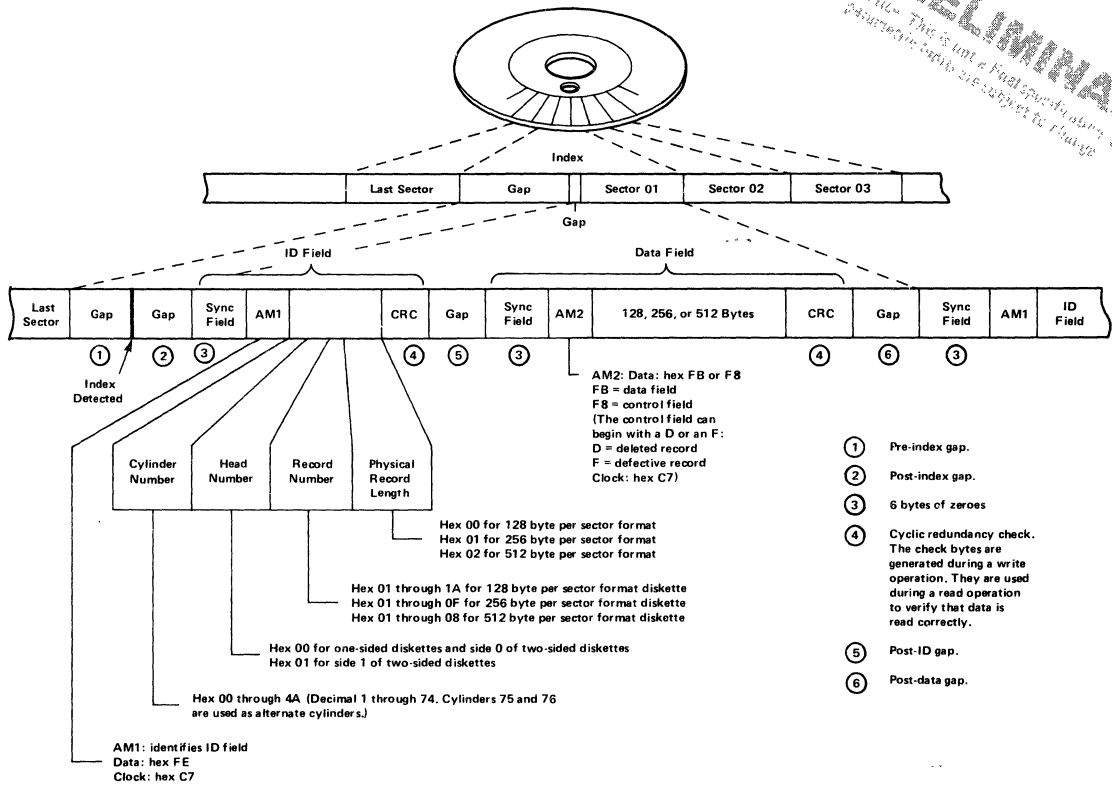 PRELIMINA
This is not a final specification.
subject to change
Index
Last Sector
Gap
Sector 01
Sector 02
Sector 03
Gap
ID Field
Data Field
Last Sector
Gap
Gap
Sync Field
AM1
CRC
Gap
Sync Field
AM2
128, 256, or 512 Bytes
CRC
Gap
Sync Field
AM1
ID Field
1
2
3
4
5
3
4
6
3
Index
Detected
AM2: Data: hex FB or F8
FB = data field
F8 = control field
(The control field can
begin with a D or an F:
D = deleted record
F = defective record
Clock: hex C7)
Cylinder
Number
Head
Number
Record
Number
Physical
Record
Length
Hex 00 for 128 byte per sector format
Hex 01 for 256 byte per sector format
Hex 02 for 512 byte per sector format
Hex 01 through 1A for 128 byte per sector format diskette
Hex 01 through 0F for 256 byte per sector format diskette
Hex 01 through 08 for 512 byte per sector format diskette
Hex 00 for one-sided diskettes and side 0 of two-sided diskettes
Hex 01 for side 1 of two-sided diskettes
Hex 00 through 4A (Decimal 1 through 74. Cylinders 75 and 76
are used as alternate cylinders.)
AM1: identifies ID field
Data: hex FE
Clock: hex C7
1 Pre-index gap.
2 Post-index gap.
3 6 bytes of zeroes
4 Cyclic redundancy check.
The check bytes are
generated during a write
operation. They are used
during a read operation
to verify that data is
read correctly.
5 Post-ID gap.
6 Post-data gap.